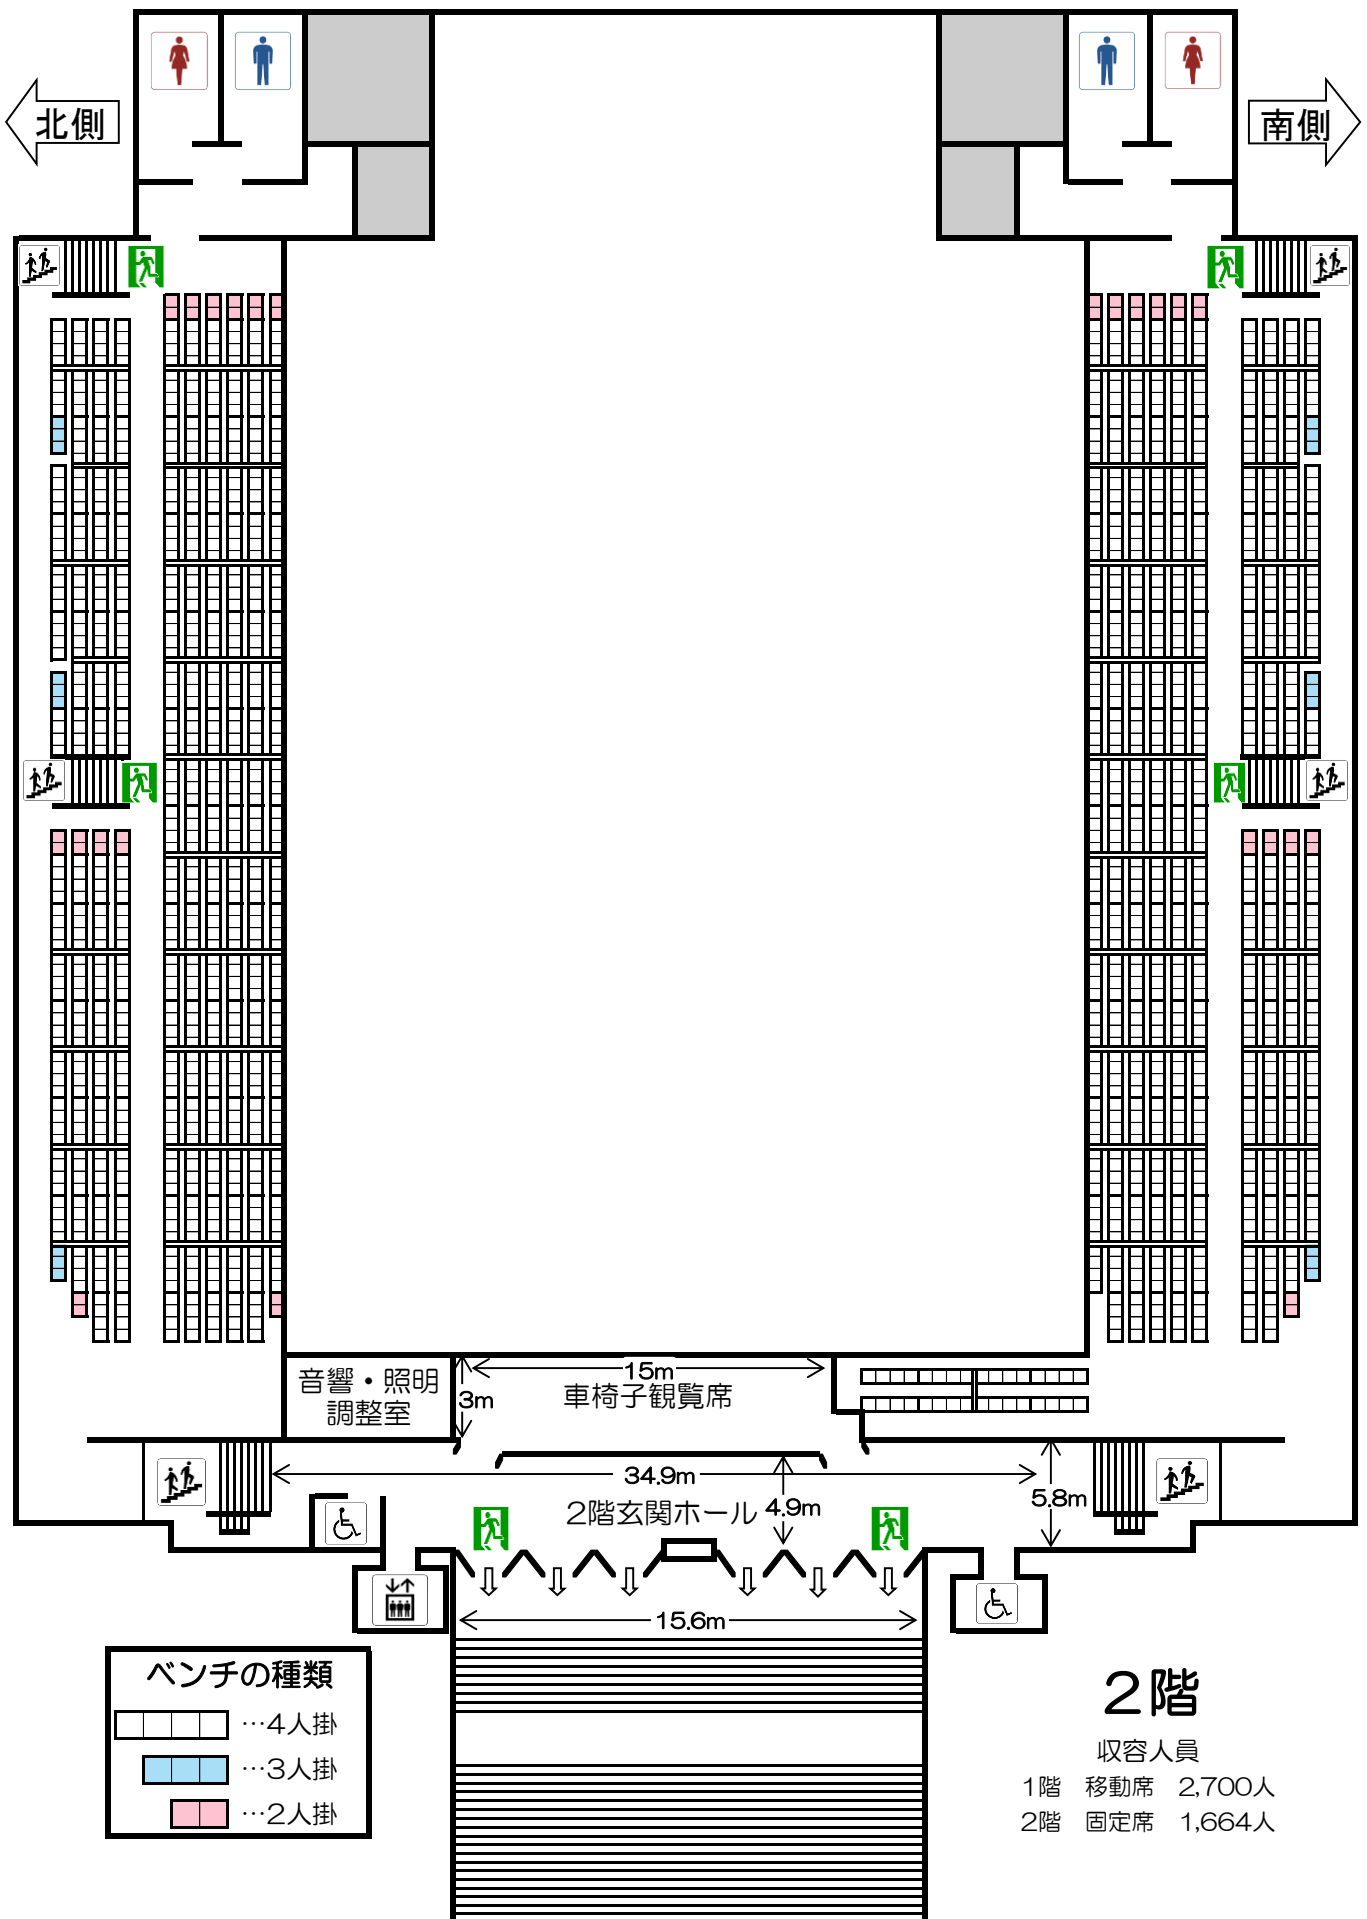 北側
南側
音響・照明
調整室
3m
15m
車椅子観覧席
34.9m
2階玄関ホール
4.9m
5.8m
15.6m
ベンチの種類
…4人掛
…3人掛
…2人掛
2階
収容人員
1階 移動席 2,700人
2階 固定席 1,664人